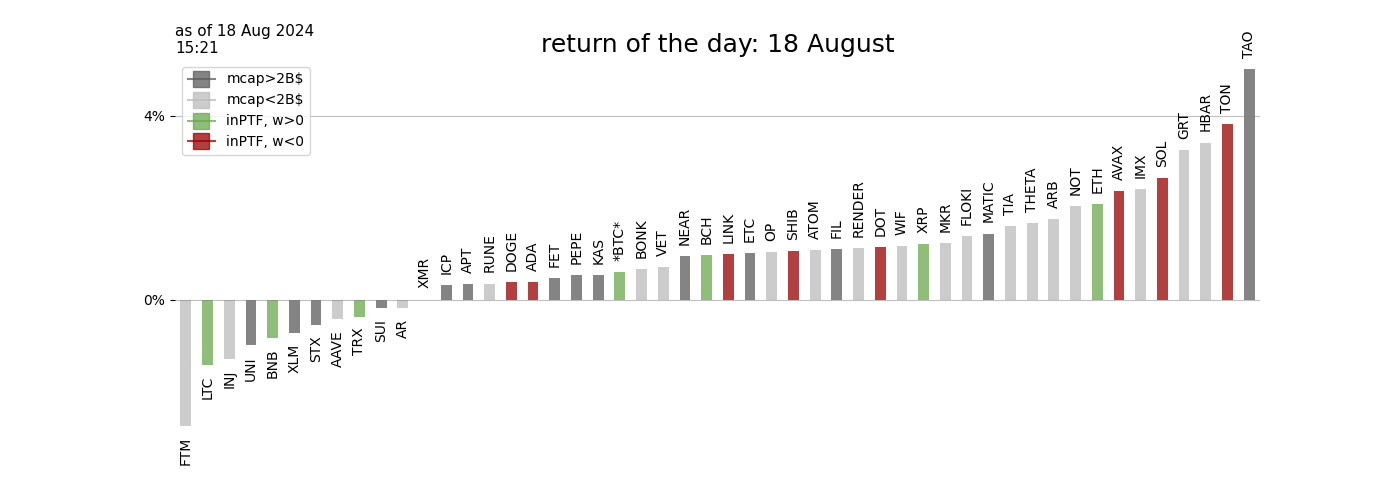 as of 18 Aug 2024
15:21
return of the day: 18 August
mcap>2B$
mcap<2B$
inPTF, w>0
inPTF, w<0
4%
0%
FTM
LTC
INJ
UNI
BNB
XLM
STX
AAVE
TRX
SUI
AR
XMR
ICP
APT
RUNE
DOGE
ADA
FET
PEPE
KAS
*BTC*
BONK
VET
NEAR
BCH
LINK
ETC
OP
SHIB
ATOM
FIL
RENDER
DOT
WIF
XRP
MKR
FLOKI
MATIC
TIA
THETA
ARB
NOT
ETH
AVAX
IMX
SOL
GRT
HBAR
TON
TAO